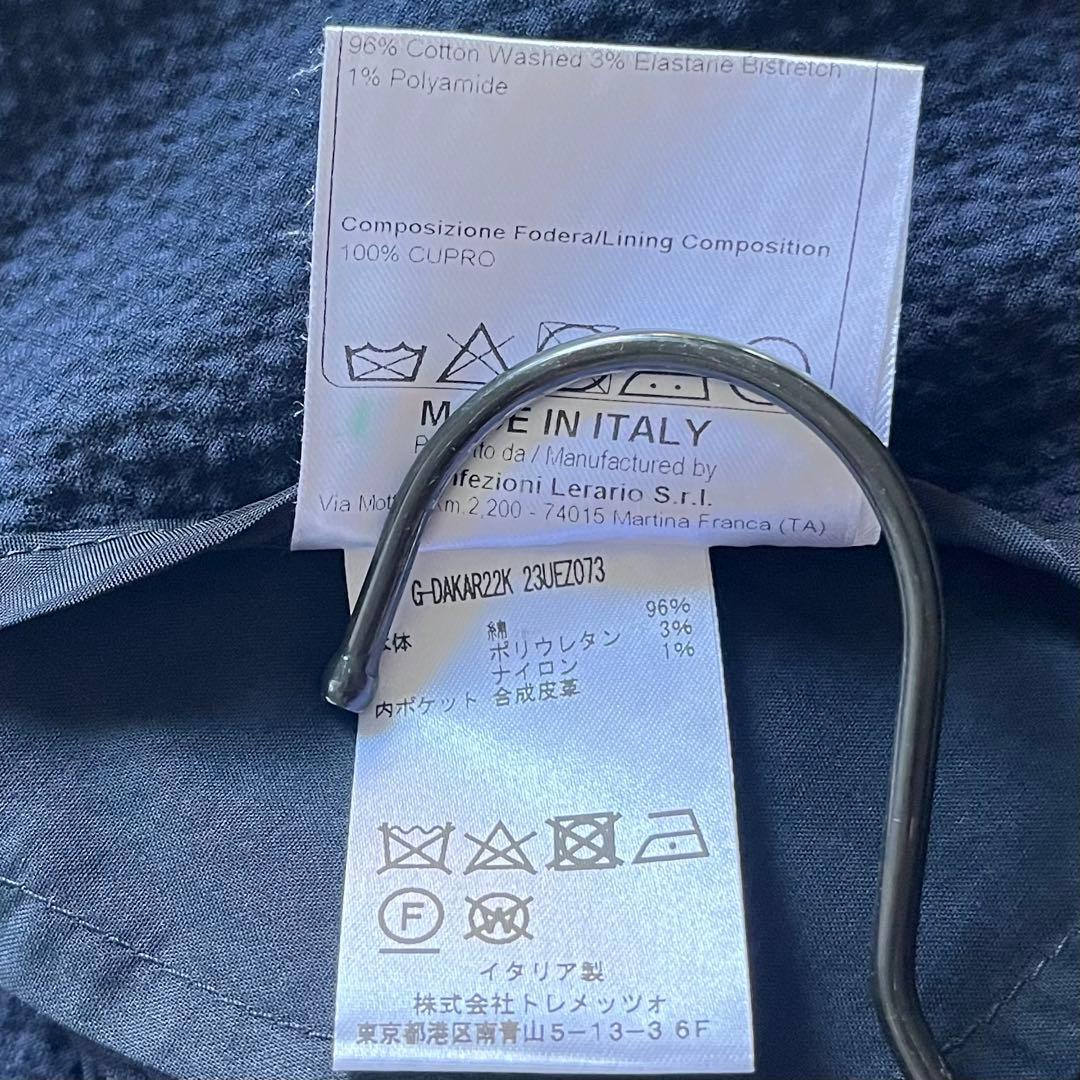 96% Cotton Washed 3% Elastane Bistretch
1% Polyamide
Composizione Fodera/Lining Composition
100% CUPRO
IN ITALY
da / Manufactured by
Lerario S.r.l.
Via Km.2,200 - 74015 Martina Franca (TA)
G-DAKAR22K 23UEZ073
体 綿 96%
ポリウレタン 3%
ナイロン 1%
内ポケット 合成皮革
F
W
イタリア製
株式会社トレメッツォ
東京都港区南青山5-13-3 6F